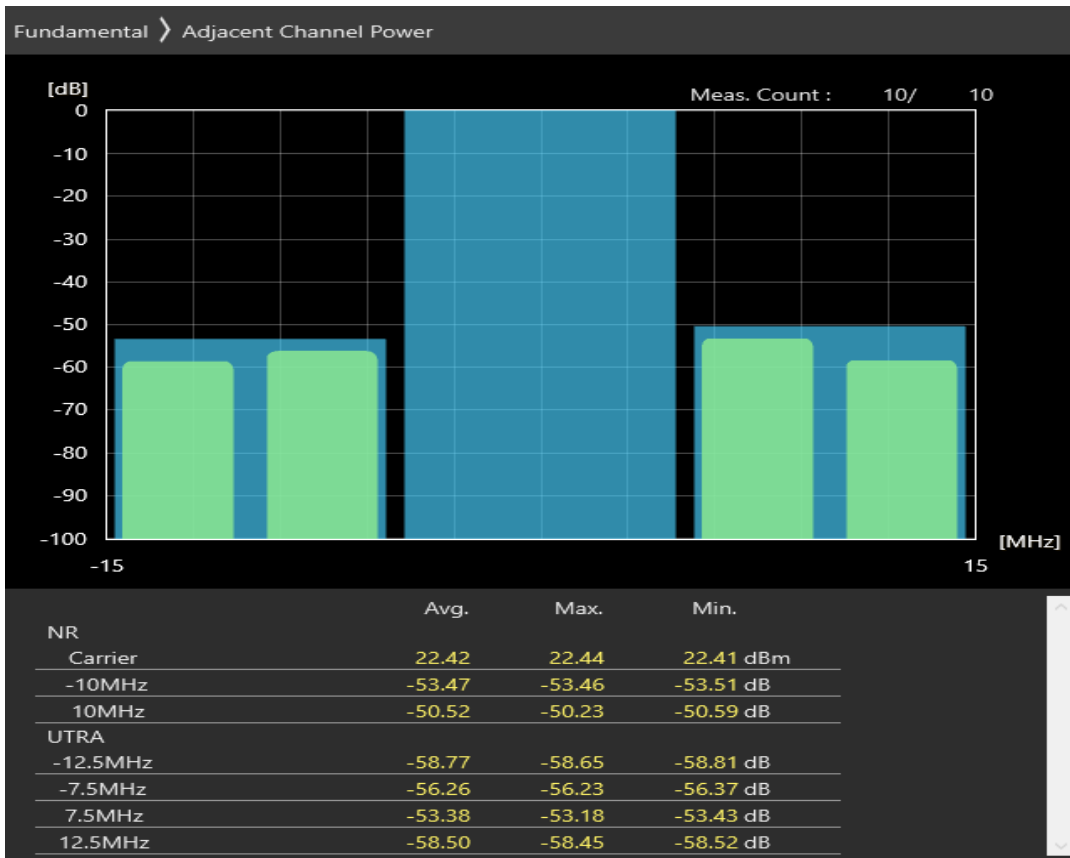 Fundamental ❯ Adjacent Channel Power
[dB]
Meas. Count : 10/ 10
0
-10
-20
-30
-40
-50
-60
-70
-80
-90
-100
[MHz]
-15 15
Avg. Max. Min.
NR
Carrier 22.42 22.44 22.41 dBm
-10MHz -53.47 -53.46 -53.51 dB
10MHz -50.52 -50.23 -50.59 dB
UTRA
-12.5MHz -58.77 -58.65 -58.81 dB
-7.5MHz -56.26 -56.23 -56.37 dB
7.5MHz -53.38 -53.18 -53.43 dB
12.5MHz -58.50 -58.45 -58.52 dB